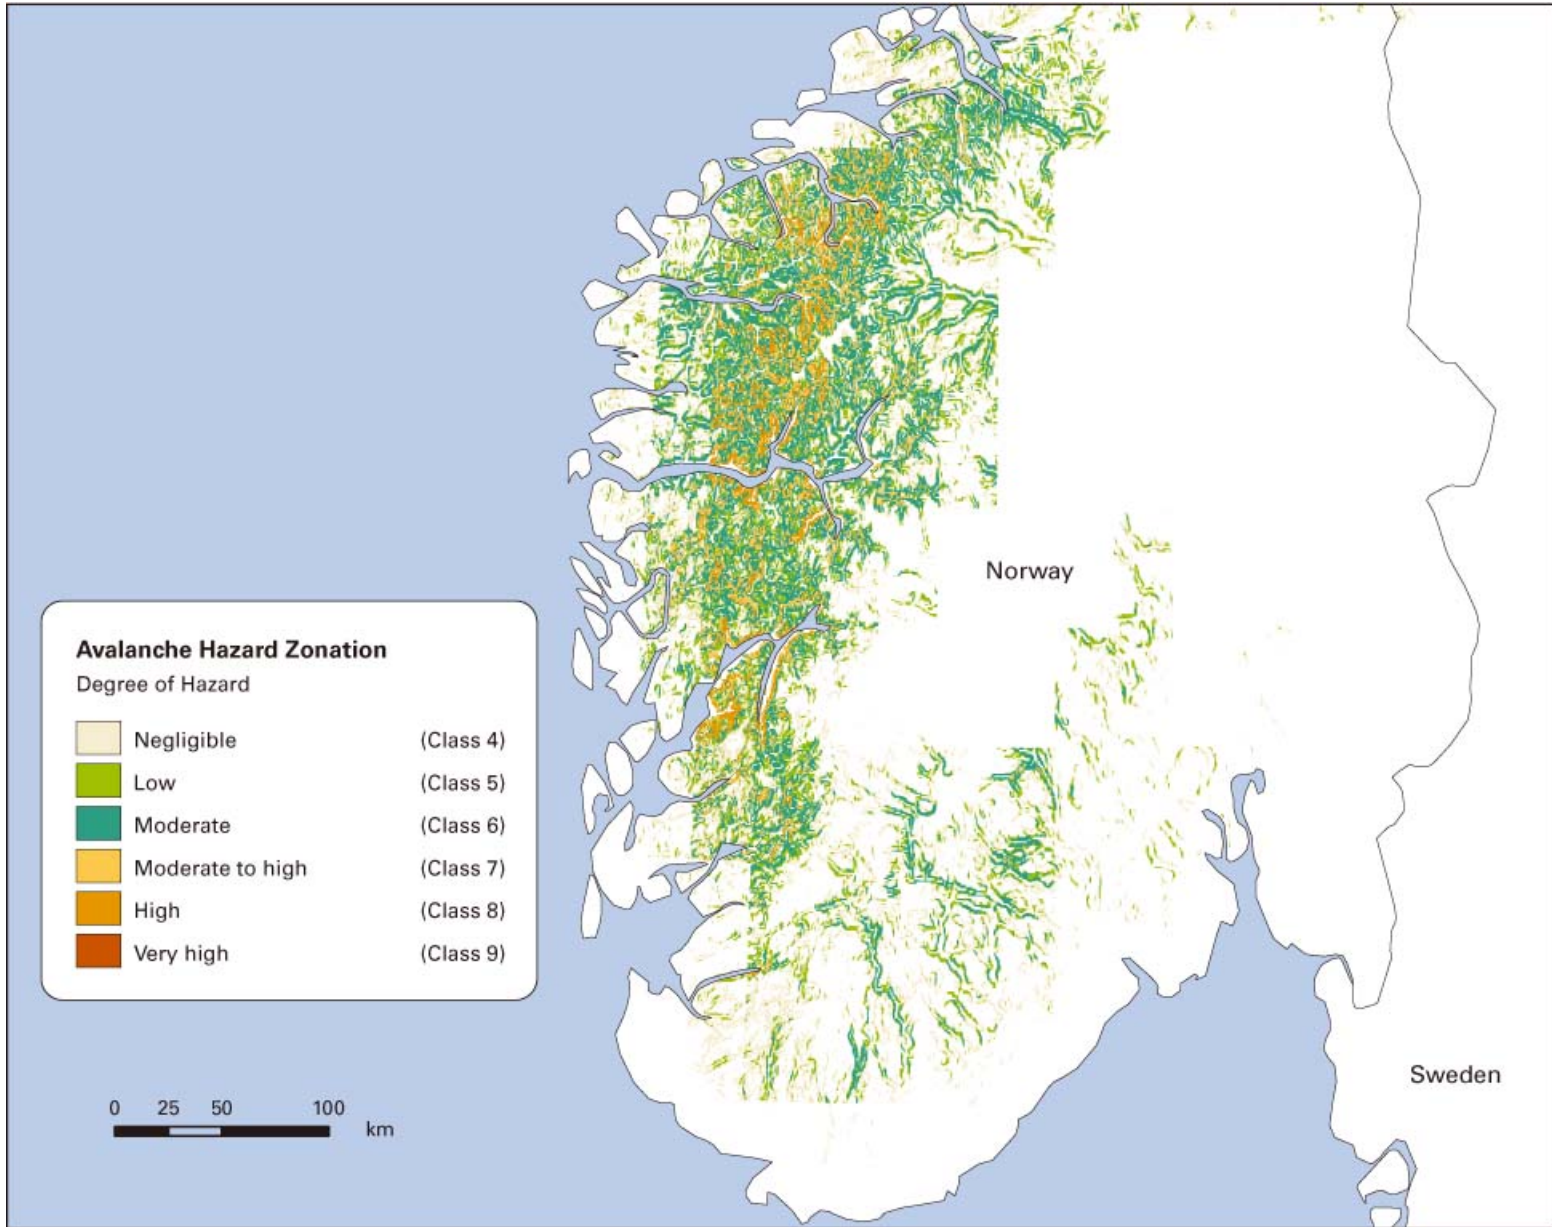 Norway
Avalanche Hazard Zonation
Degree of Hazard
Negligible (Class 4)
Low (Class 5)
Moderate (Class 6)
Moderate to high (Class 7)
High (Class 8)
Very high (Class 9)
Sweden
0 25 50 100
km